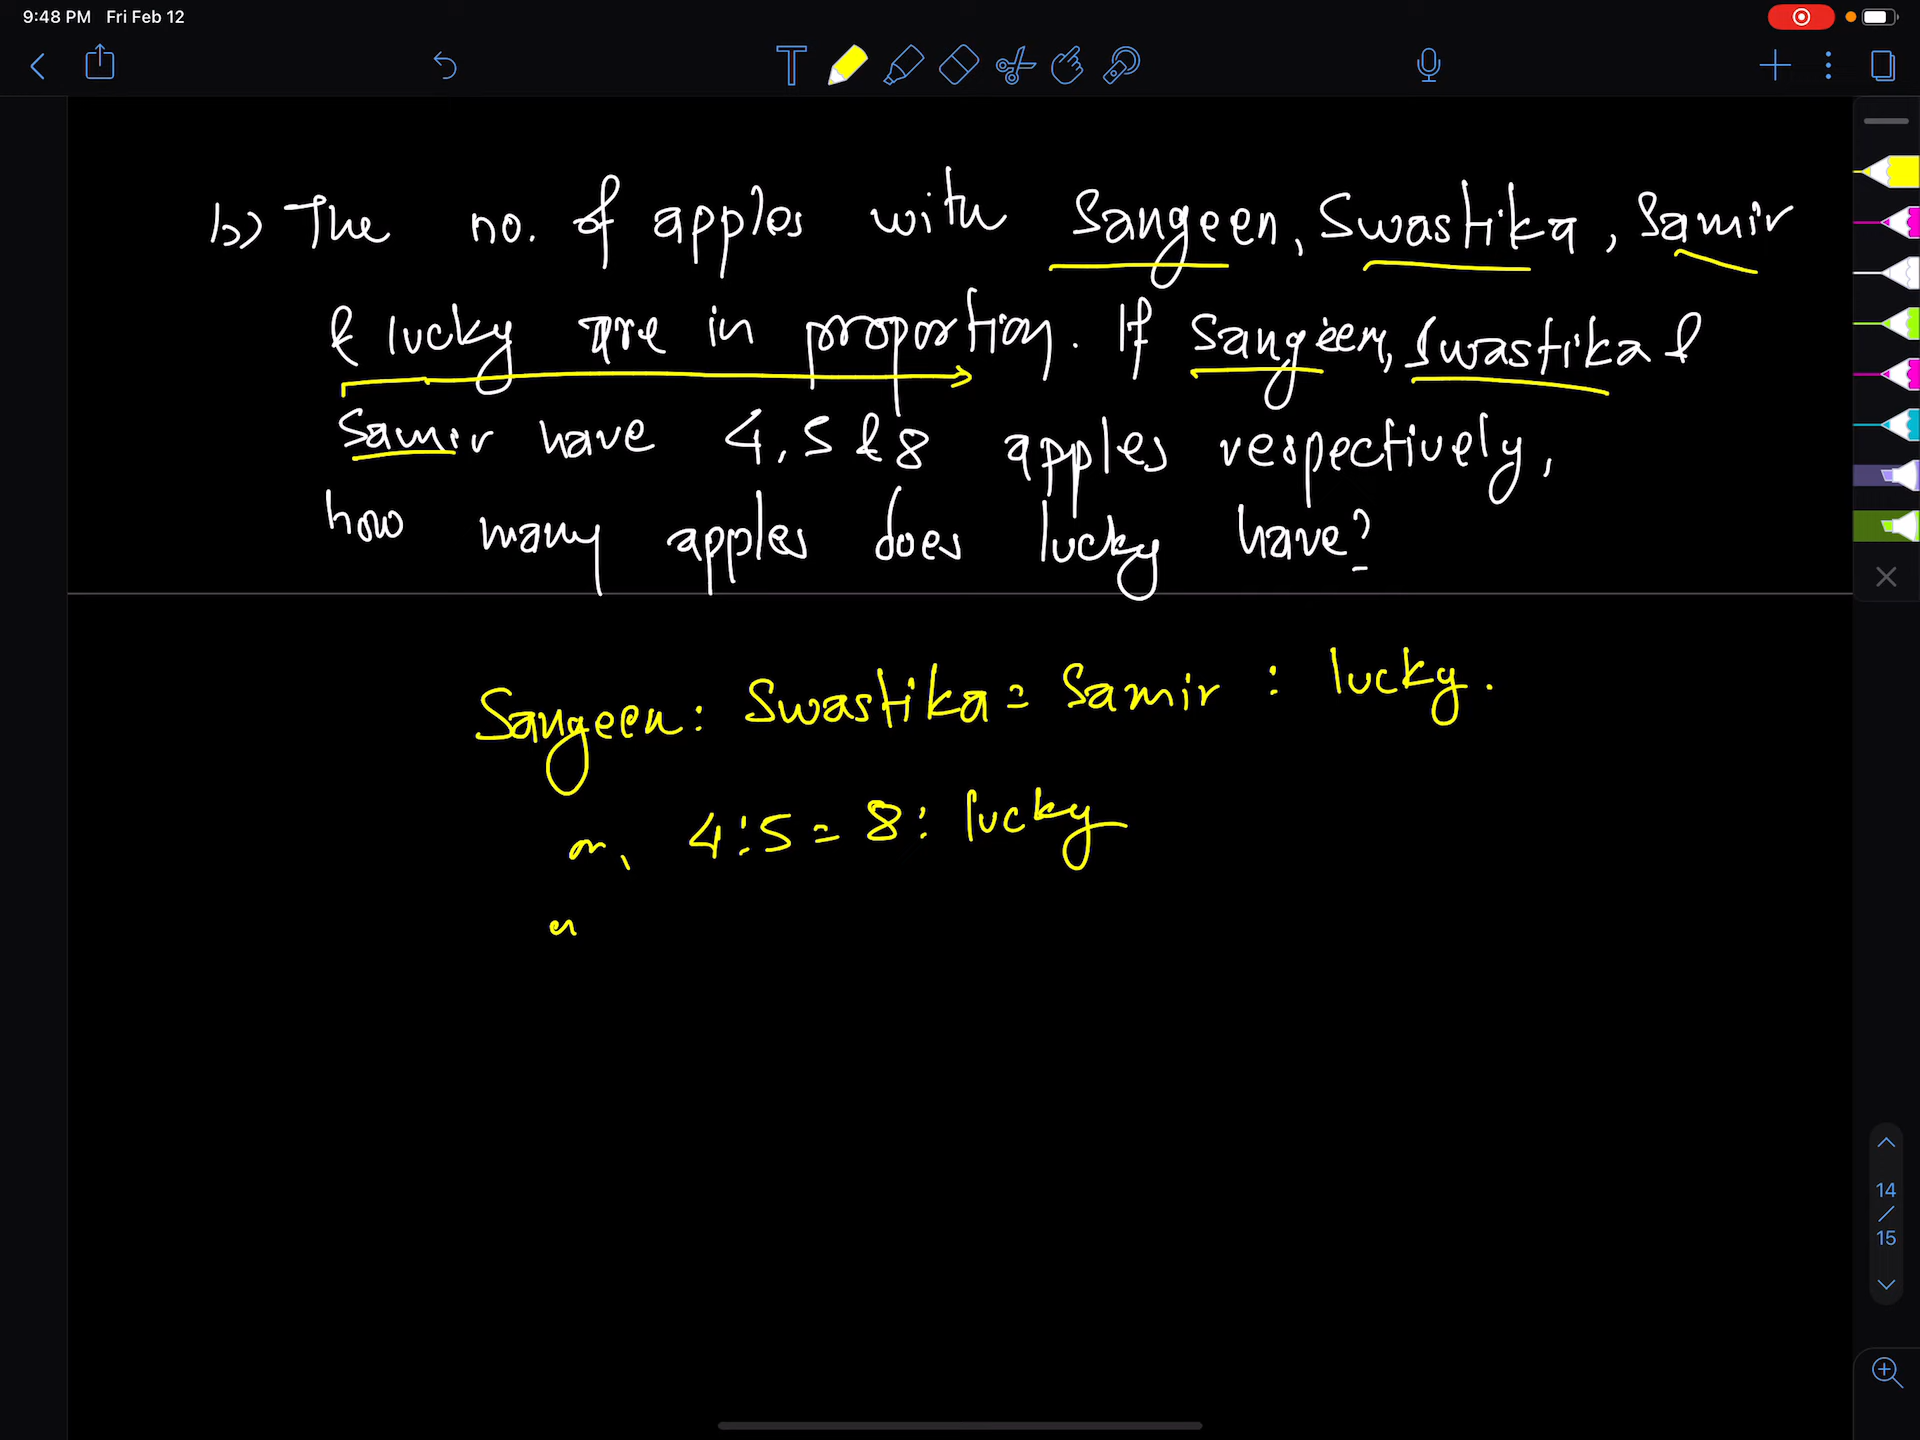 9:48 PM Fri Feb 12
b) The no. of apples with Sangeen, Swastika, Samir
& lucky are in proportion. If Sangeen, Swastika &
Samir have 4, 5 & 8 apples respectively,
how many apples does lucky have?
Sangeen : Swastika = Samir : lucky.
or, 4:5 = 8: lucky
or
14
/
15